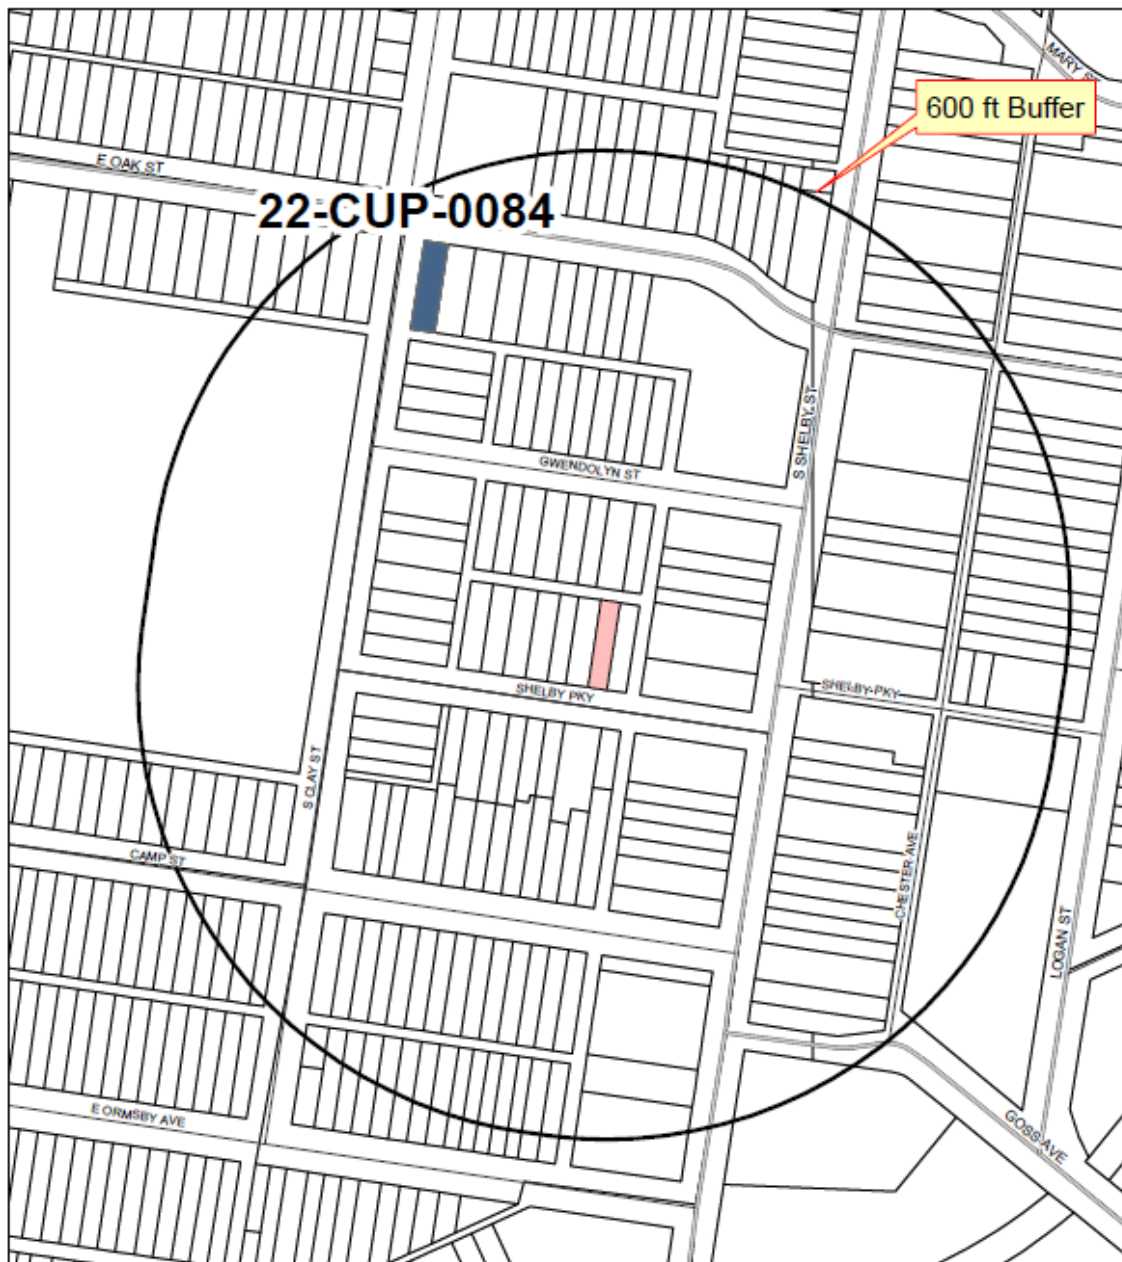 MARY S
600 ft Buffer
E OAK ST
22-CUP-0084
S SHELBY ST
GWENDOLYN ST
SHELBY PKY
SHELBY PKY
S CLAY ST
CAMP ST
CHESTER AVE
LOGAN ST
E ORMSBY AVE
GOSS AVE